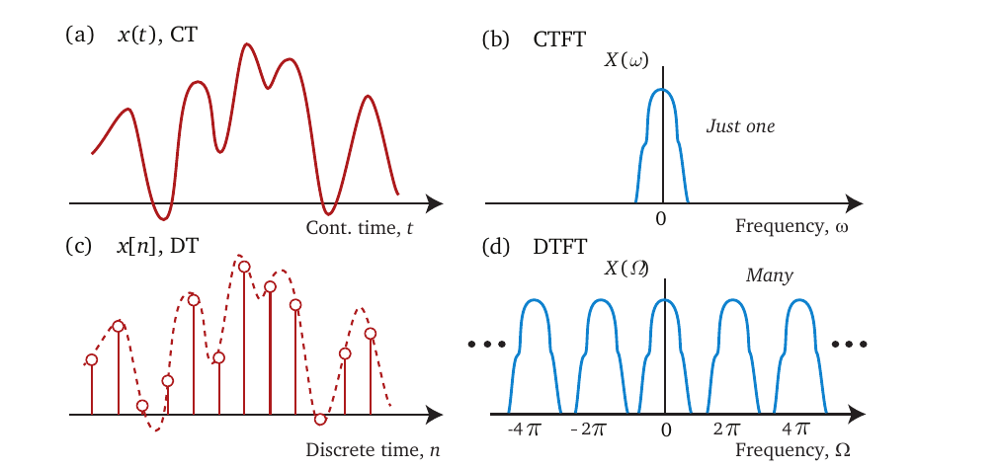 (a) x(t), CT
Cont. time, t
(b) CTFT
X(ω)
Just one
0
Frequency, ω
(c) x[n], DT
Discrete time, n
(d) DTFT
X(Ω)
Many
-4π -2π 0 2π 4π
Frequency, Ω